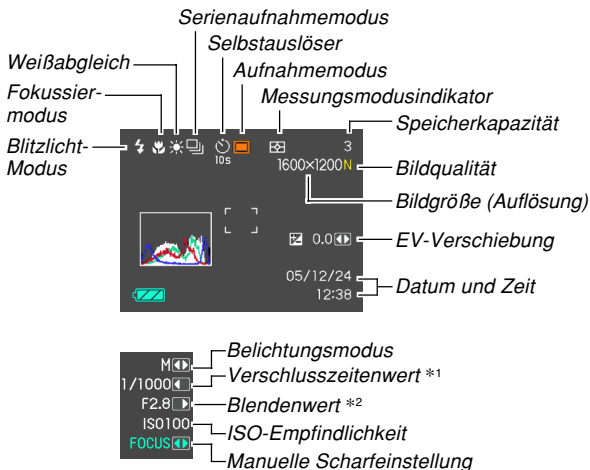 Serienaufnahmemodus
Selbstauslöser
Weißabgleich
Aufnahmemodus
Fokussier-
modus
Messungsmodusindikator
Speicherkapazität
Blitzlicht-
Modus
10s
3
1600×1200N
Bildqualität
Bildgröße (Auflösung)
0.0
EV-Verschiebung
05/12/24
12:38
Datum und Zeit
M
Belichtungsmodus
1/1000
Verschlusszeitenwert *1
F2.8
Blendenwert *2
ISO100
ISO-Empfindlichkeit
FOCUS
Manuelle Scharfeinstellung